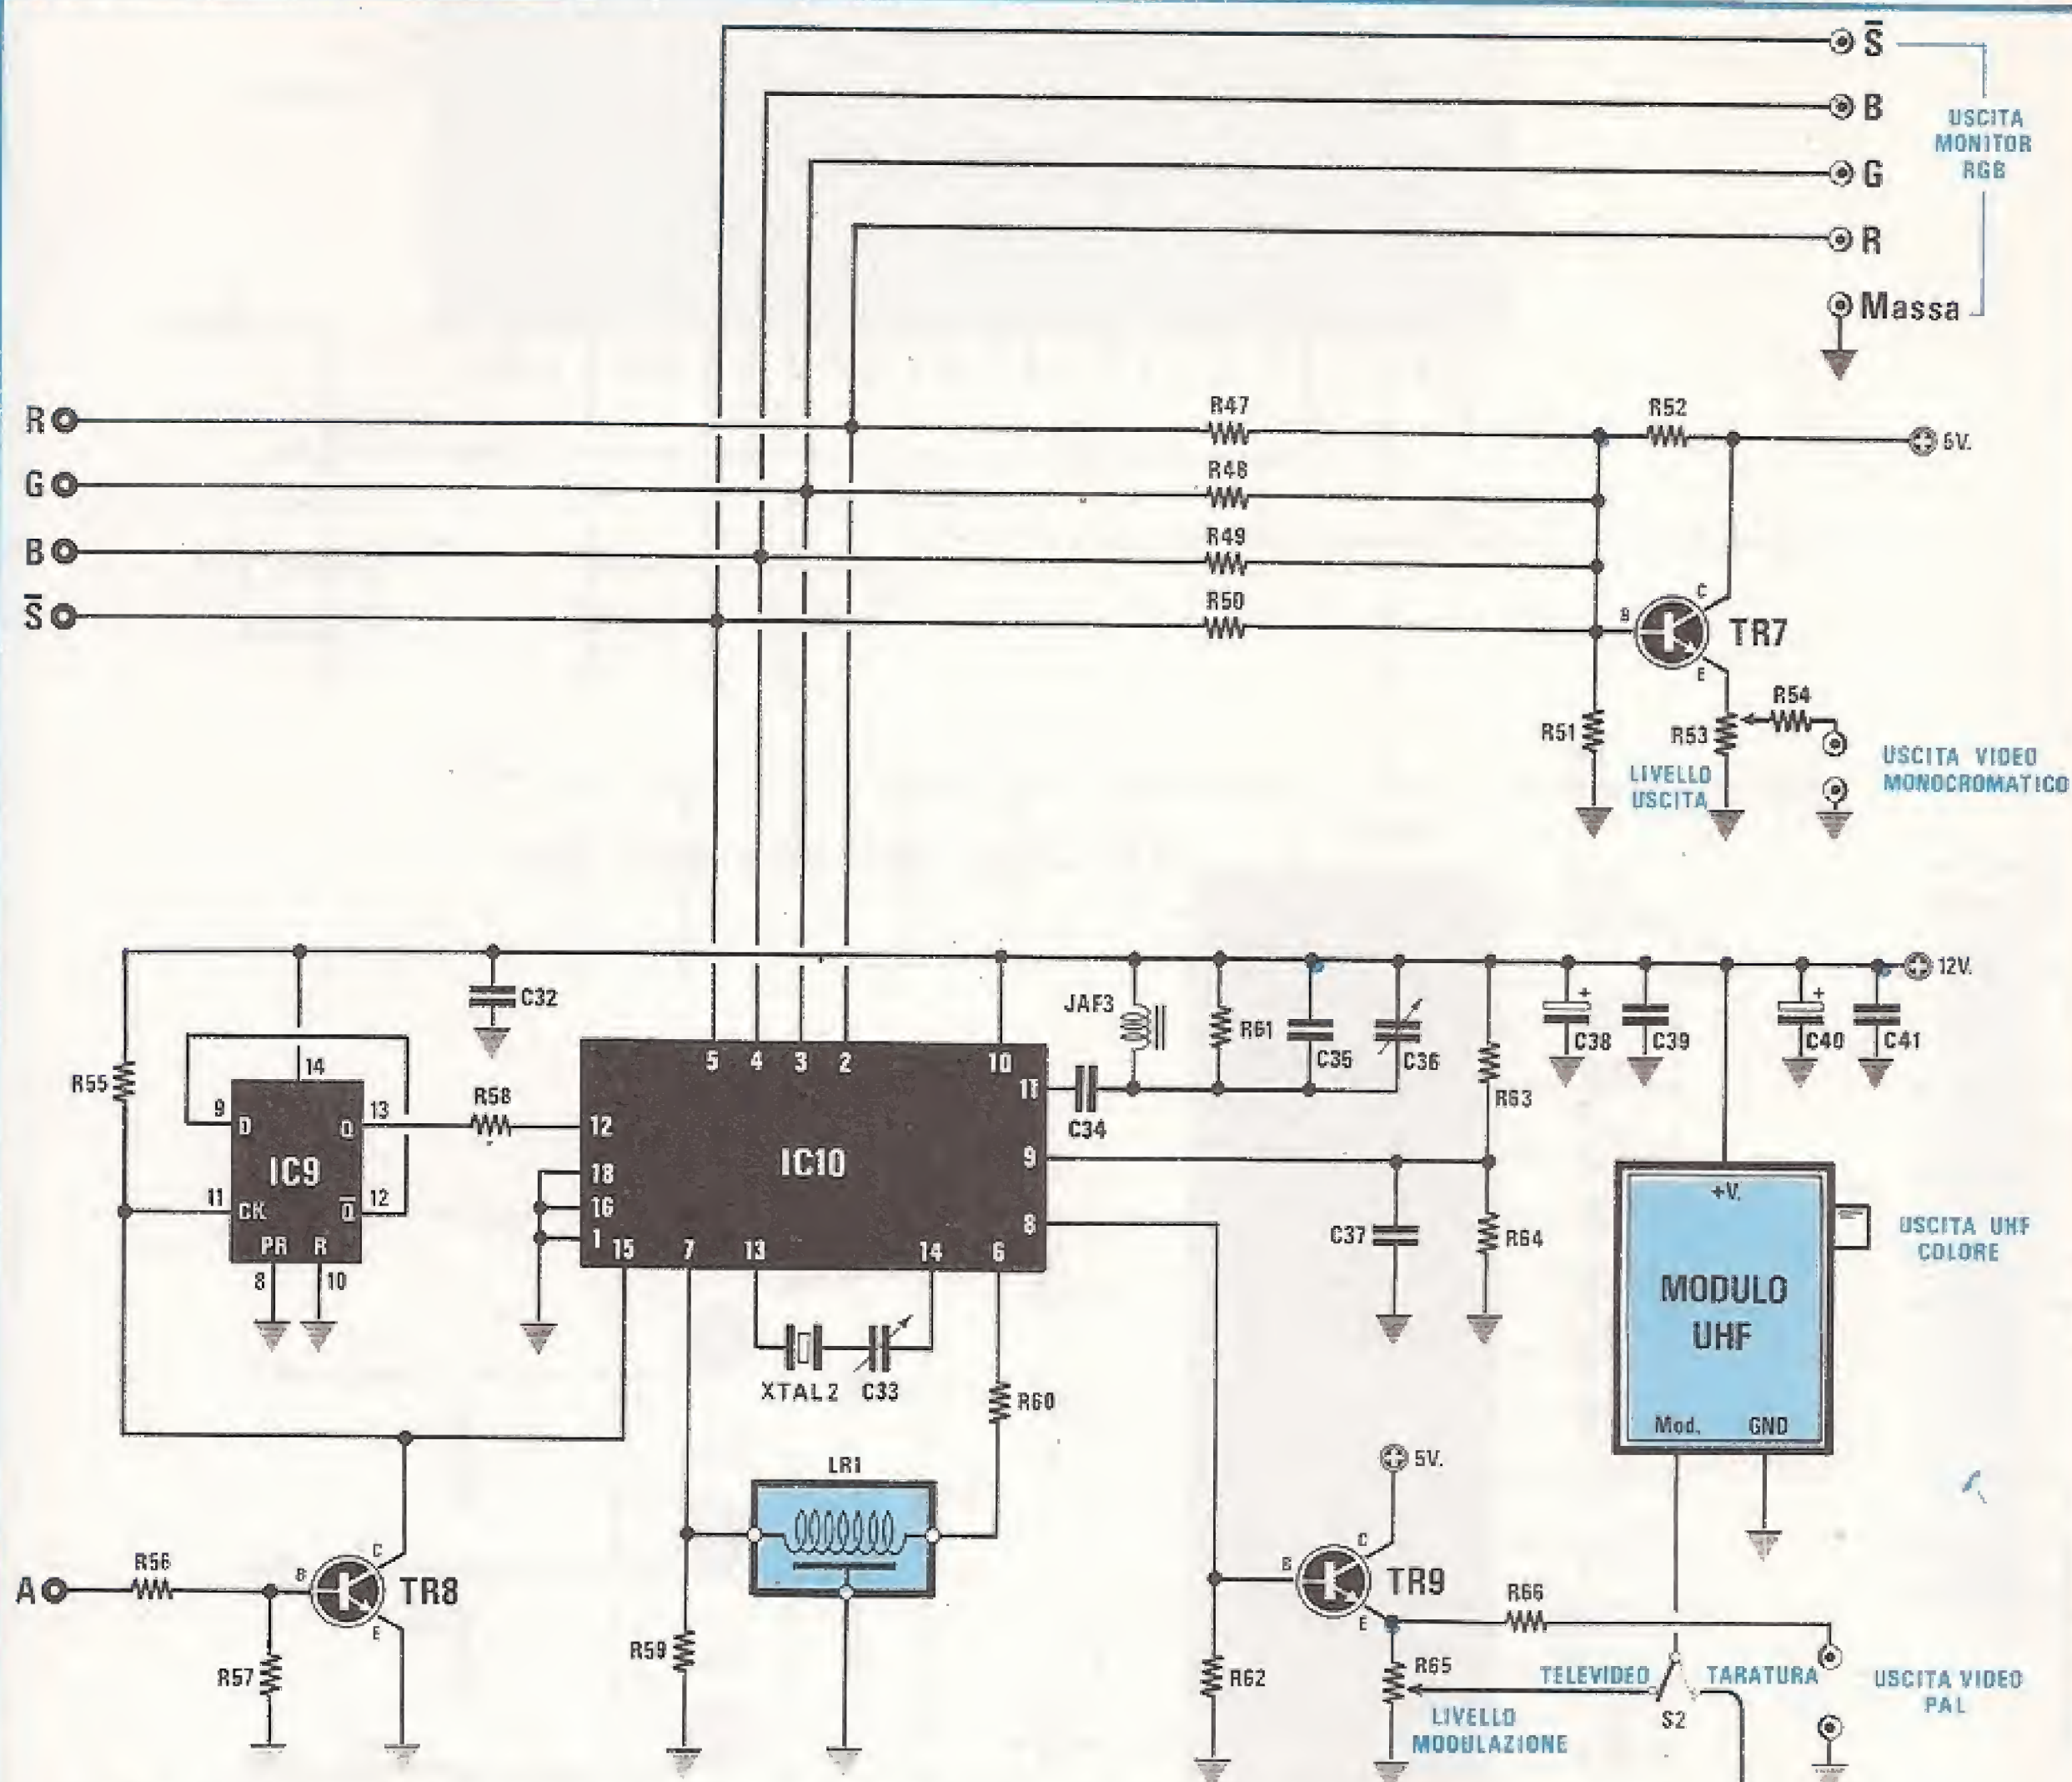 S̅
B
USCITA
MONITOR
RGB
G
R
Massa
R
R47
R52
5V.
G
R48
B
R49
S̅
R50
C
B
TR7
E
R54
R51
R53
LIVELLO
USCITA
USCITA VIDEO
MONOCROMATICO
12V.
C32
JAF3
R61
C35
C36
C38
C39
C40
C41
+
+
R55
14
5
4
3
2
10
11
9
D
13
Q
R58
12
C34
R63
IC9
18
IC10
9
11
CK
12
Q̅
16
1
8
C37
R64
PR
R
8
10
15
7
13
14
6
XTAL2
C33
R60
+V.
MODULO
UHF
Mod.
GND
USCITA UHF
COLORE
LR1
5V.
A
R56
B
C
TR8
E
R57
R59
B
C
TR9
E
R66
R62
R65
TELEVIDEO
TARATURA
S2
LIVELLO
MODULAZIONE
USCITA VIDEO
PAL